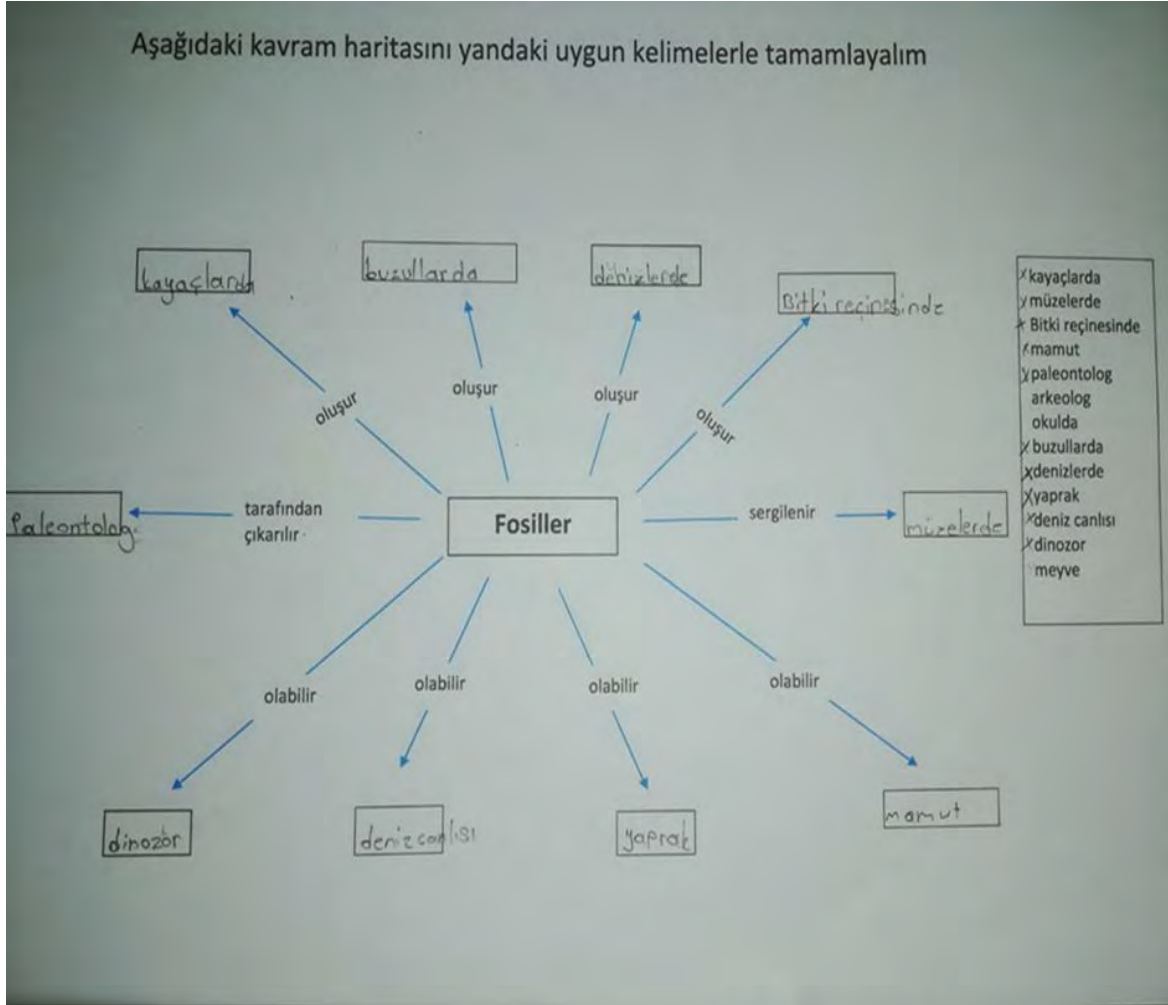 Aşağıdaki kavram haritasını yandaki uygun kelimelerle tamamlayalım
kayaçlarda
buzullarda
denizlerde
Bitki reçinesinde
oluşur
oluşur
oluşur
oluşur
Paleontolog
tarafından
çıkarılır
Fosiller
sergilenir
müzelerde
olabilir
olabilir
olabilir
olabilir
dinozor
deniz canlısı
yaprak
mamut
x kayaçlarda
x müzelerde
x Bitki reçinesinde
x mamut
x paleontolog
arkeolog
okulda
x buzullarda
x denizlerde
x yaprak
x deniz canlısı
x dinozor
meyve